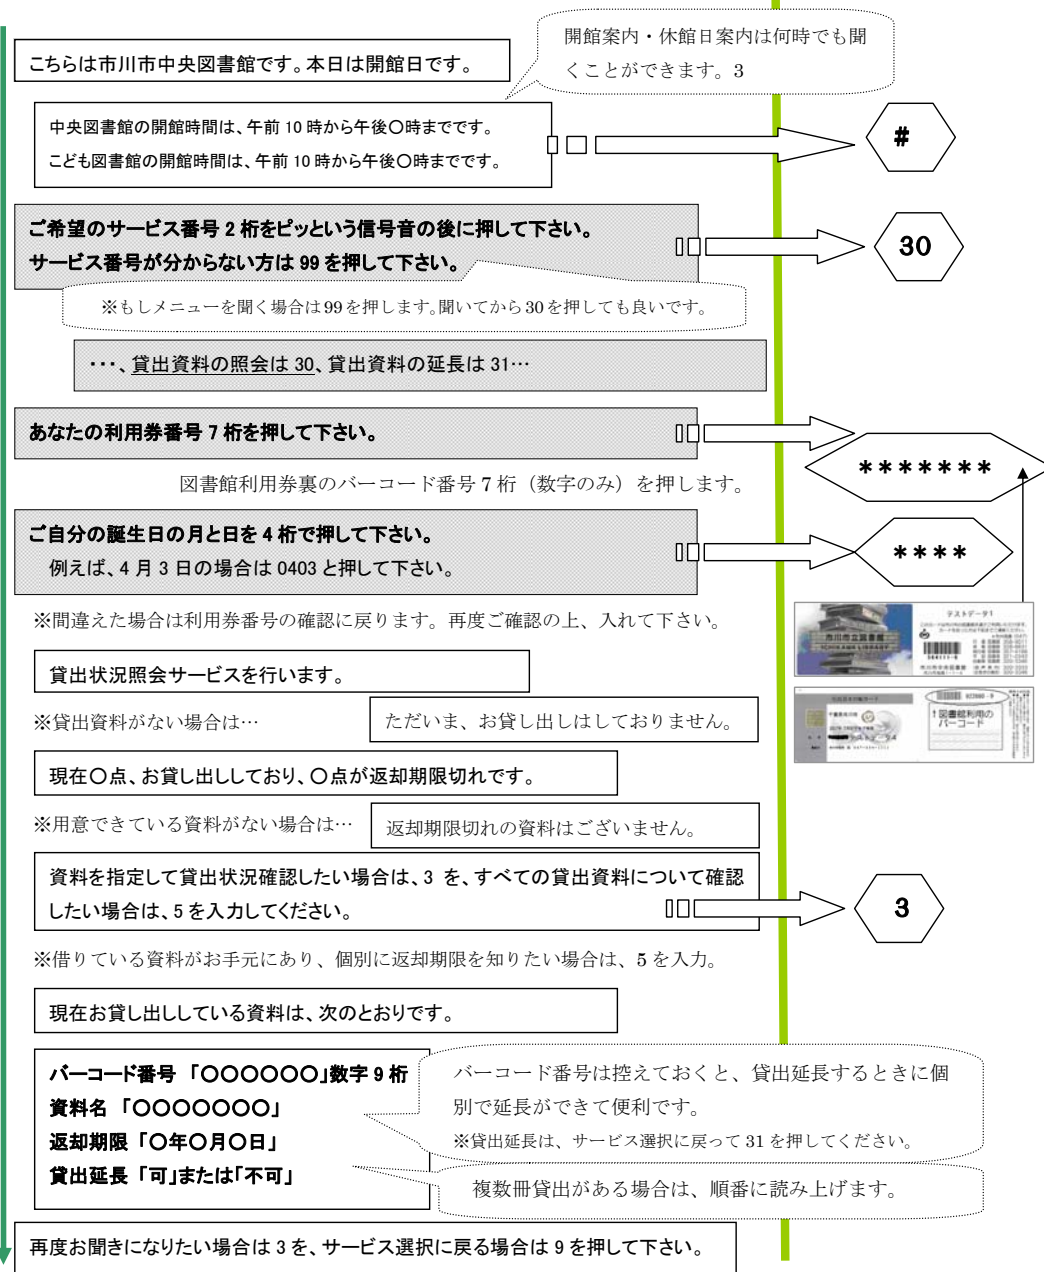 開館案内・休館日案内は何時でも聞
くことができます。3
こちらは市川市中央図書館です。本日は開館日です。
中央図書館の開館時間は、午前 10 時から午後〇時までです。
こども図書館の開館時間は、午前 10 時から午後〇時までです。
#
ご希望のサービス番号 2 桁をピッという信号音の後に押して下さい。
サービス番号が分からない方は 99 を押して下さい。
30
※もしメニューを聞く場合は99を押します。聞いてから30を押しても良いです。
・・・、貸出資料の照会は 30、貸出資料の延長は 31…
あなたの利用券番号 7 桁を押して下さい。
*******
図書館利用券裏のバーコード番号 7 桁（数字のみ）を押します。
ご自分の誕生日の月と日を 4 桁で押して下さい。
例えば、4 月 3 日の場合は 0403 と押して下さい。
****
※間違えた場合は利用券番号の確認に戻ります。再度ご確認の上、入れて下さい。
テストデータ1
市川市立図書館
ICHIKAWA LIBRARY
貸出状況照会サービスを行います。
※貸出資料がない場合は…
ただいま、お貸し出しはしておりません。
↑図書館利用の
バーコード
現在〇点、お貸し出ししており、〇点が返却期限切れです。
※用意できている資料がない場合は…
返却期限切れの資料はございません。
資料を指定して貸出状況確認したい場合は、3 を、すべての貸出資料について確認
したい場合は、5 を入力してください。
3
※借りている資料がお手元にあり、個別に返却期限を知りたい場合は、5 を入力。
現在お貸し出ししている資料は、次のとおりです。
バーコード番号 「〇〇〇〇〇〇」数字 9 桁
資料名 「〇〇〇〇〇〇〇」
返却期限 「〇年〇月〇日」
貸出延長 「可」または「不可」
バーコード番号は控えておくと、貸出延長するときに個
別で延長ができて便利です。
※貸出延長は、サービス選択に戻って 31 を押してください。
複数冊貸出がある場合は、順番に読み上げます。
再度お聞きになりたい場合は 3 を、サービス選択に戻る場合は 9 を押して下さい。